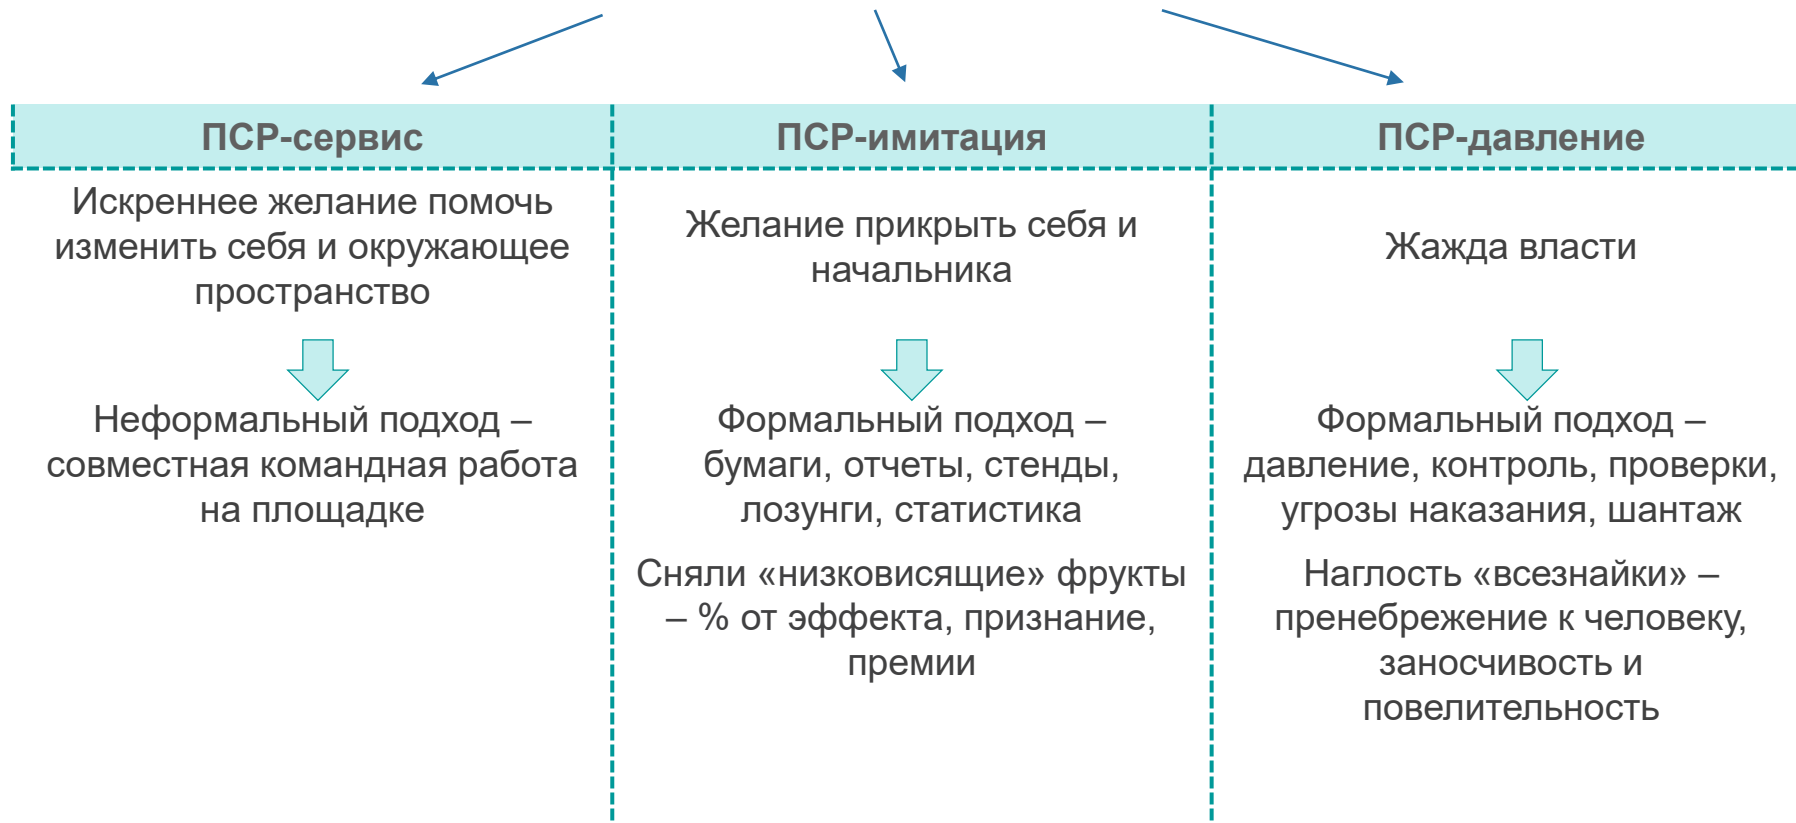 ПСР-сервис
ПСР-имитация
ПСР-давление
Искреннее желание помочь
изменить себя и окружающее
пространство
Желание прикрыть себя и
начальника
Жажда власти
Неформальный подход –
совместная командная работа
на площадке
Формальный подход –
бумаги, отчеты, стенды,
лозунги, статистика
Сняли «низковисящие» фрукты
– % от эффекта, признание,
премии
Формальный подход –
давление, контроль, проверки,
угрозы наказания, шантаж
Наглость «всезнайки» –
пренебрежение к человеку,
заносчивость и
повелительность